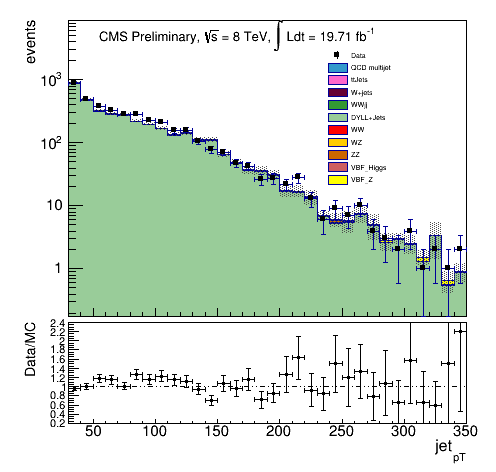 CMS Preliminary, √s = 8 TeV, ∫ Ldt = 19.71 fb⁻¹
events
Data
QCD multijet
ttJets
W+jets
WWjj
DYLL+Jets
WW
WZ
ZZ
VBF_Higgs
VBF_Z
10³
10²
10
1
Data/MC
2.4
2.2
2
1.8
1.6
1.4
1.2
1
0.8
0.6
0.4
0.2
50 100 150 200 250 300 350
jet_pT